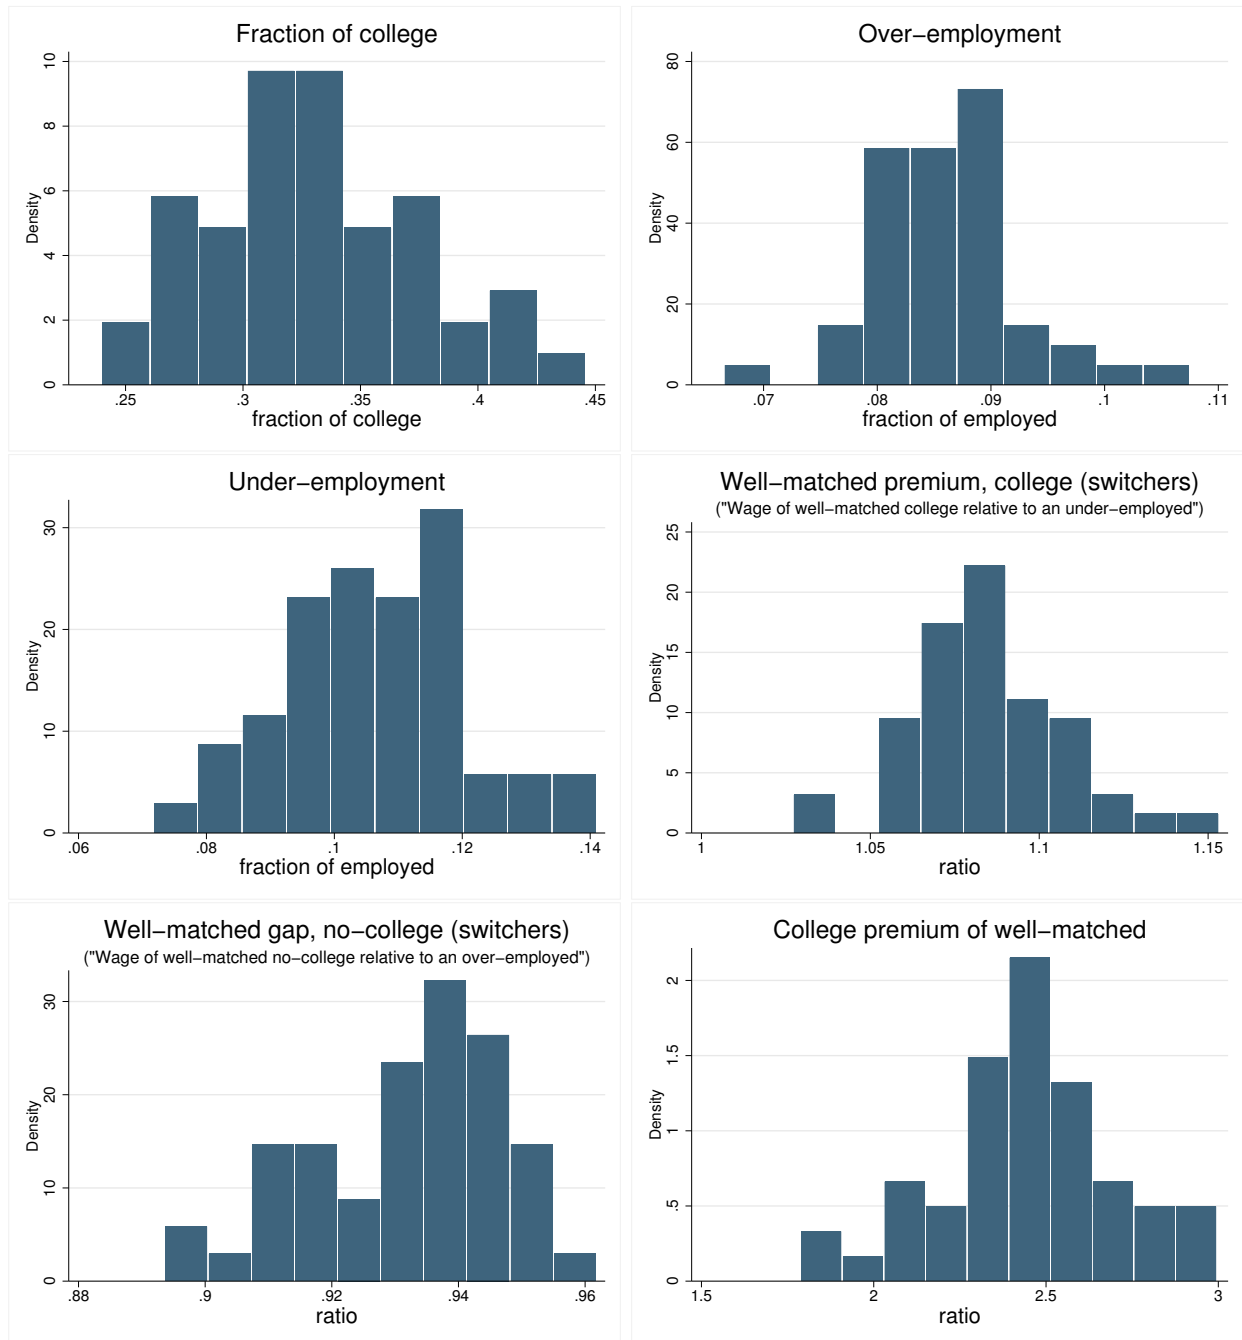 Fraction of college
Density
0
2
4
6
8
10
.25 .3 .35 .4 .45
fraction of college
Over−employment
Density
0
20
40
60
80
.07 .08 .09 .1 .11
fraction of employed
Under−employment
Density
0
10
20
30
.06 .08 .1 .12 .14
fraction of employed
Well−matched premium, college (switchers)
("Wage of well−matched college relative to an under−employed")
Density
0
5
10
15
20
25
1 1.05 1.1 1.15
ratio
Well−matched gap, no−college (switchers)
("Wage of well−matched no−college relative to an over−employed")
Density
0
10
20
30
.88 .9 .92 .94 .96
ratio
College premium of well−matched
Density
0
.5
1
1.5
2
1.5 2 2.5 3
ratio